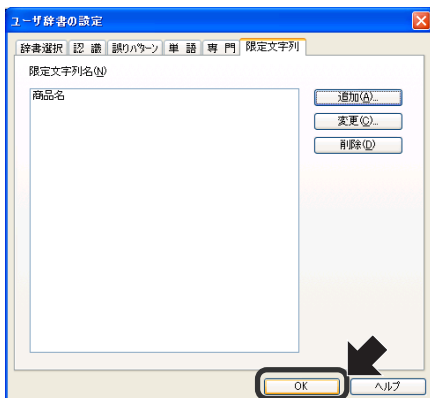 ユーザ辞書の設定
辞書選択 認 識 誤りパターン 単 語 専 門 限定文字列
限定文字列名(N)
商品名
追加(A)...
変更(C)...
削除(D)
OK ヘルプ